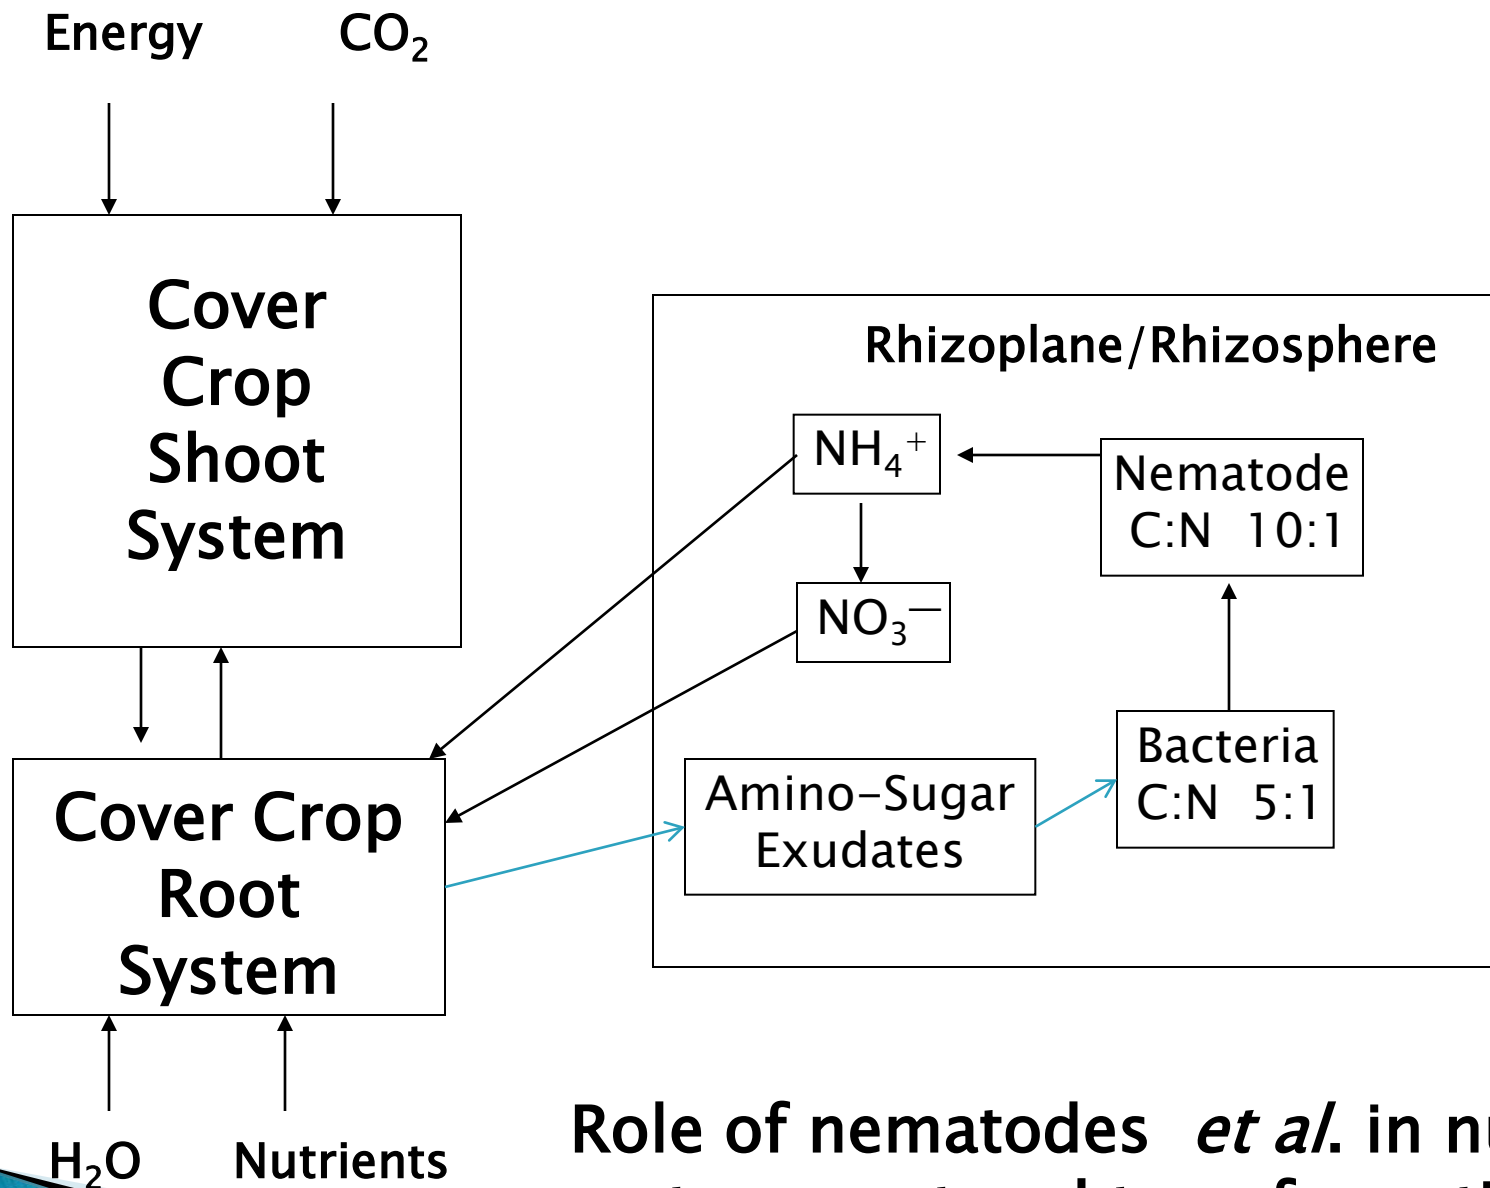 Energy
CO₂
Cover
Crop
Shoot
System
Rhizoplane/Rhizosphere
NH₄⁺
Nematode
C:N 10:1
NO₃—
Bacteria
C:N 5:1
Amino-Sugar
Exudates
Cover Crop
Root
System
H₂O
Nutrients
Role of nematodes et al. in